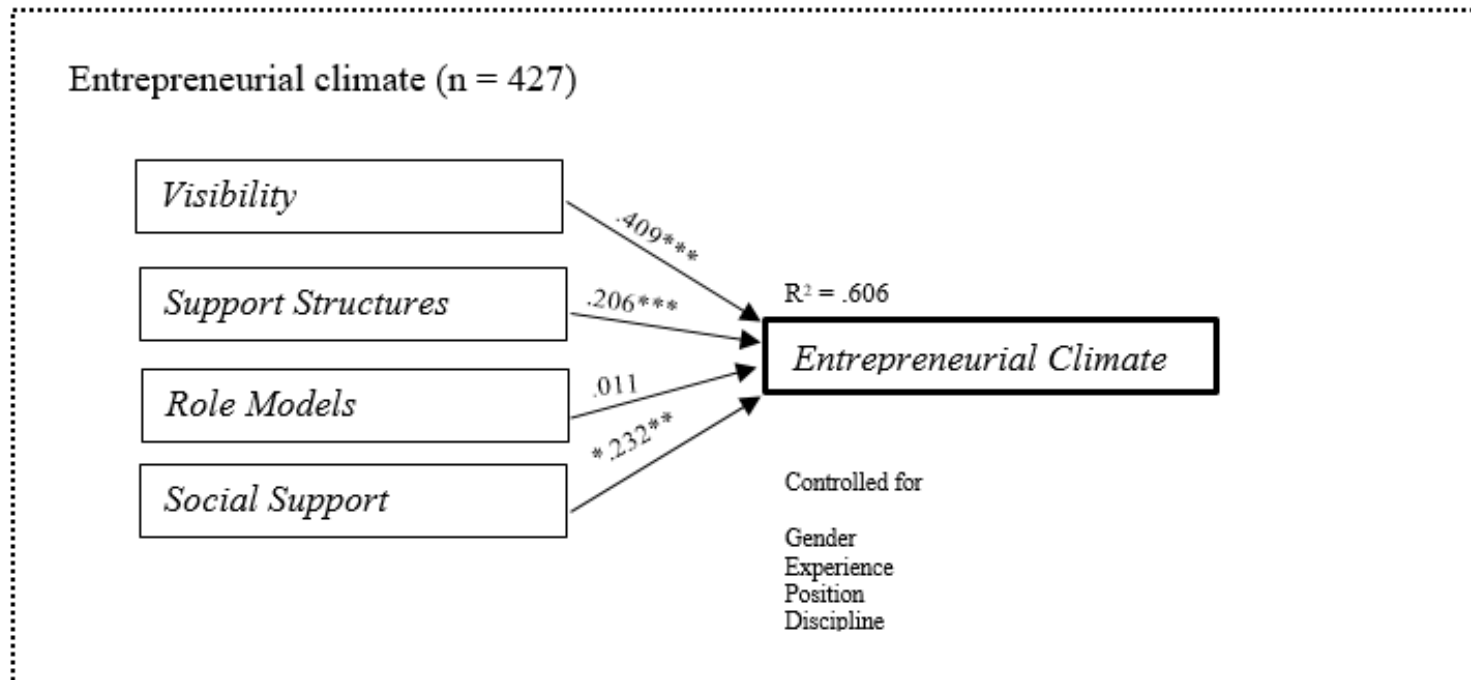 Entrepreneurial climate (n = 427)
Visibility
.409***
Support Structures
.206***
R² = .606
Entrepreneurial Climate
Role Models
.011
*.232**
Social Support
Controlled for
Gender
Experience
Position
Discipline